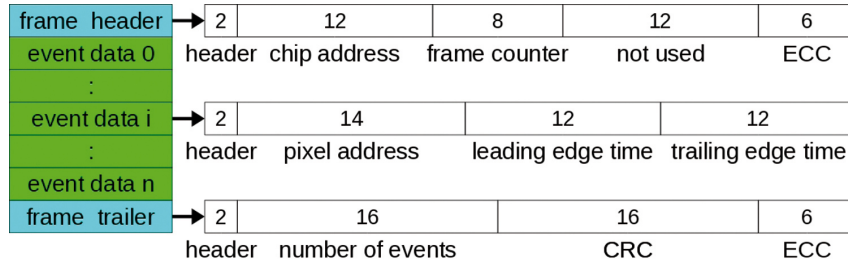 frame header 2 12 8 12 6
event data 0 header chip address frame counter not used ECC
:
event data i 2 14 12 12
: header pixel address leading edge time trailing edge time
event data n
frame trailer 2 16 16 6
header number of events CRC ECC